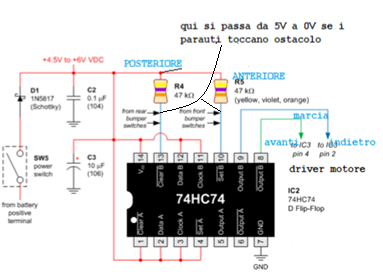 qui si passa da 5V a 0V se i
parauti toccano ostacolo
+4.5V to +6V VDC
POSTERIORE
D1
1N5817
(Schottky)
C2
0.1 µF
(104)
R4
47 kΩ
ANTERIORE
R5
47 kΩ
(yellow, violet, orange)
from rear
bumper
switches
from front
bumper
switches
marcia
avanti
indietro
to IC3
pin 4
to IC3
pin 2
driver motore
SW5
power
switch
C3
10 µF
(106)
from battery
positive
terminal
14 13 12 11 10 9 8
V
Clear B
Data B
Clock B
Set B
Output B
Output B
74HC74
Clear A
Data A
Clock A
Set A
Output A
Output A
GND
1 2 3 4 5 6 7
IC2
74HC74
D Flip-Flop
GND